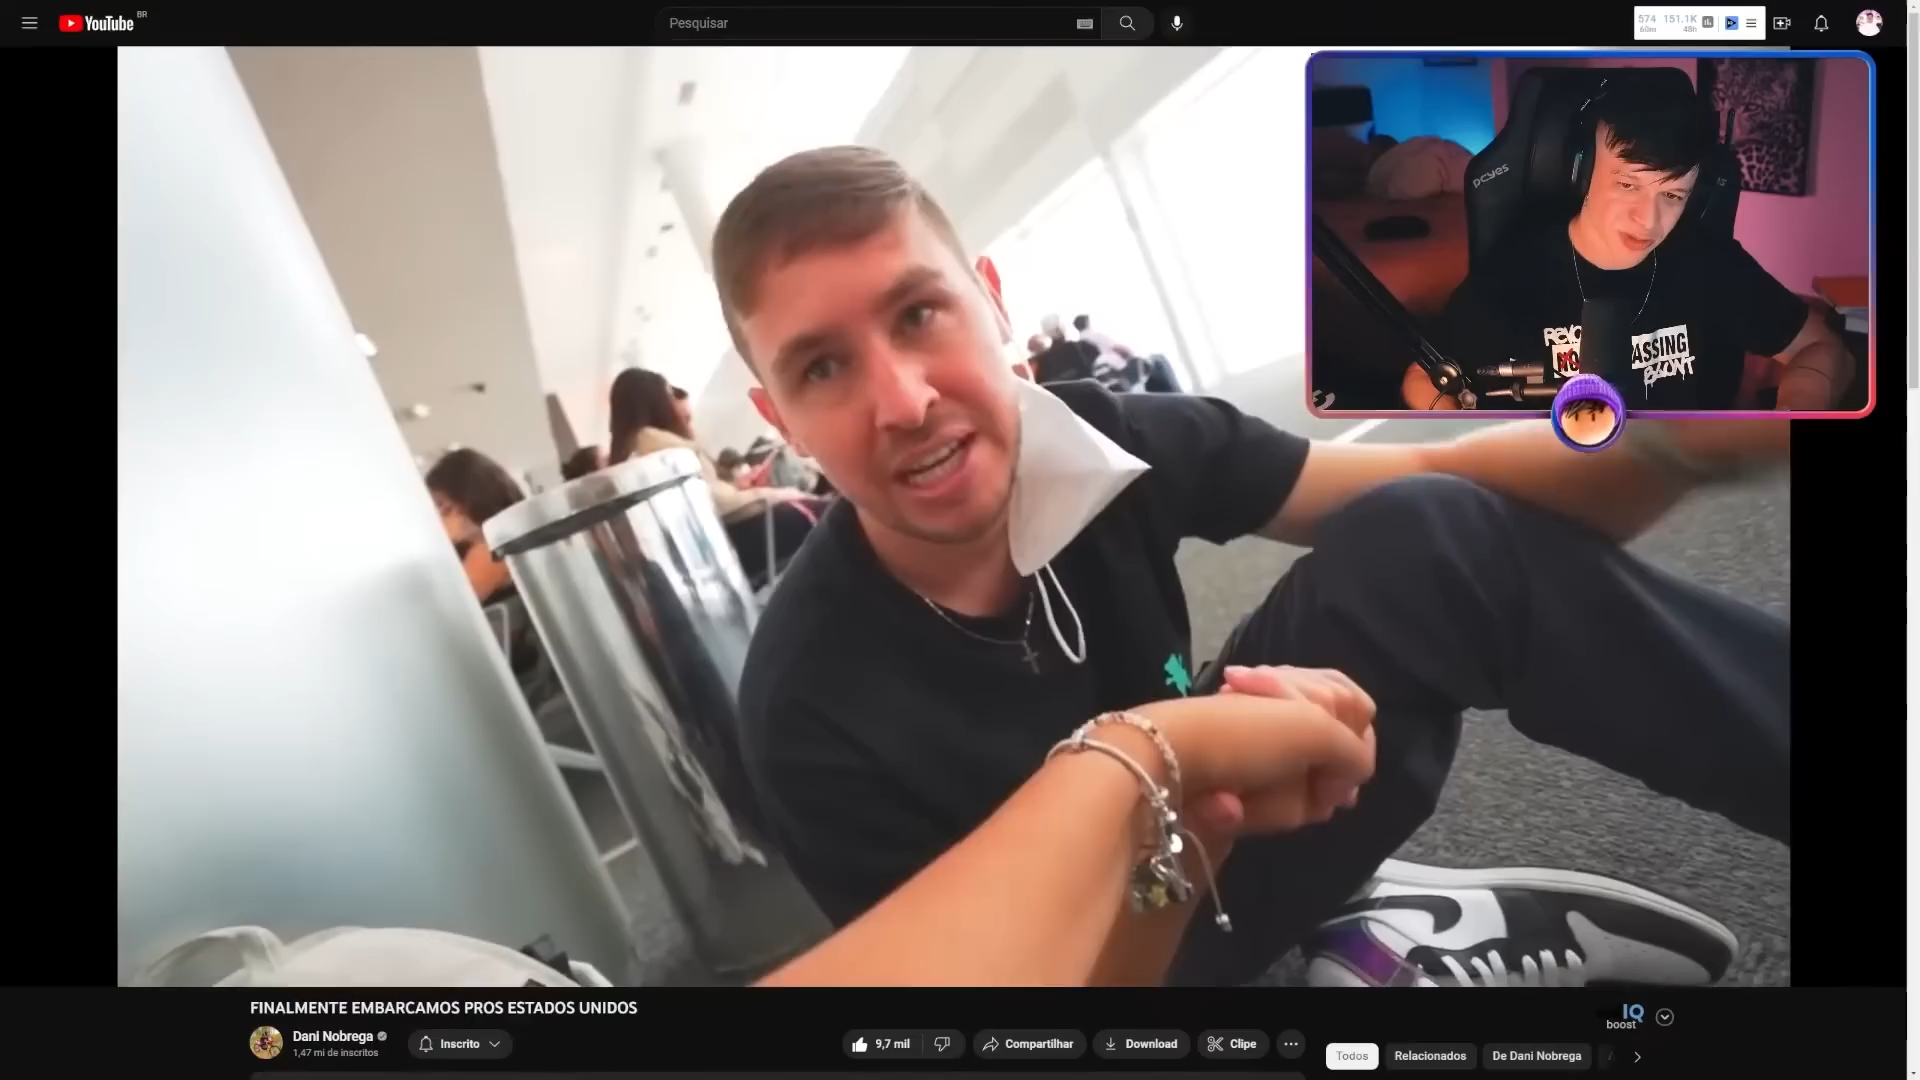 YouTube BR
Pesquisar
574 151.1K
60m 48h
pcyes
ASSING
NO
FINALMENTE EMBARCAMOS PROS ESTADOS UNIDOS
IQ
boost
Dani Nobrega
1,47 mi de inscritos
Inscrito
9,7 mil
Compartilhar
Download
Clipe
Todos
Relacionados
De Dani Nobrega